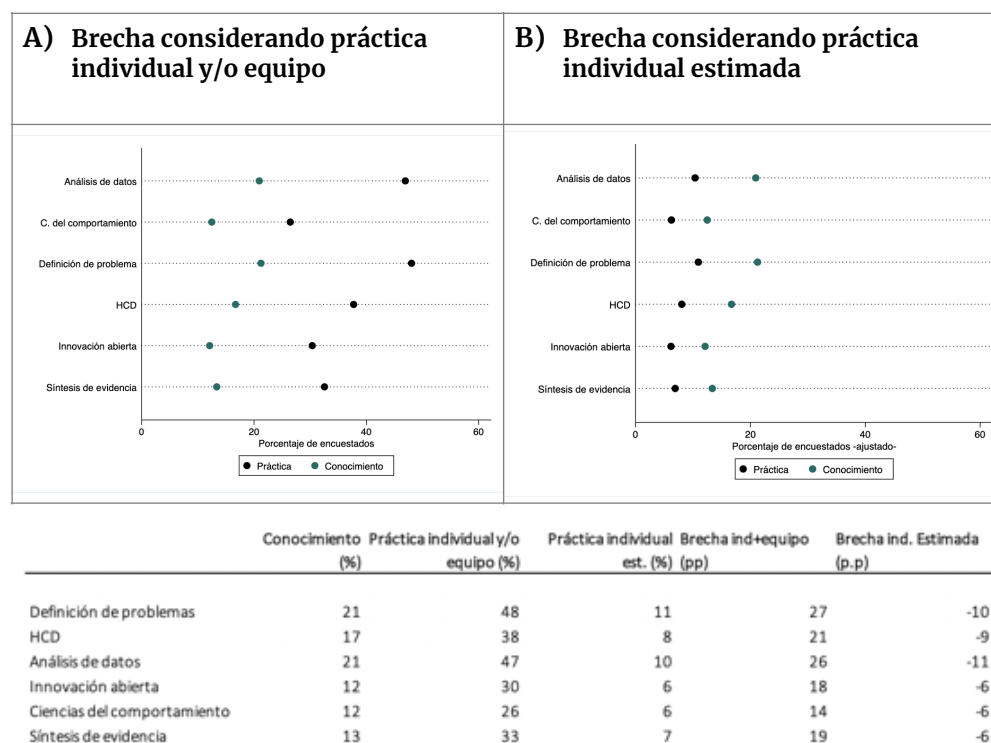 A) Brecha considerando práctica
individual y/o equipo
B) Brecha considerando práctica
individual estimada
Análisis de datos
C. del comportamiento
Definición de problema
HCD
Innovación abierta
Síntesis de evidencia
0 20 40 60
Porcentaje de encuestados
Práctica Conocimiento
Análisis de datos
C. del comportamiento
Definición de problema
HCD
Innovación abierta
Síntesis de evidencia
0 20 40 60
Porcentaje de encuestados -ajustado-
Práctica Conocimiento
Conocimiento Práctica individual y/o Práctica individual Brecha ind+equipo Brecha ind. Estimada
(%) equipo (%) est. (%) (pp) (p.p)
Definición de problemas 21 48 11 27 -10
HCD 17 38 8 21 -9
Análisis de datos 21 47 10 26 -11
Innovación abierta 12 30 6 18 -6
Ciencias del comportamiento 12 26 6 14 -6
Síntesis de evidencia 13 33 7 19 -6